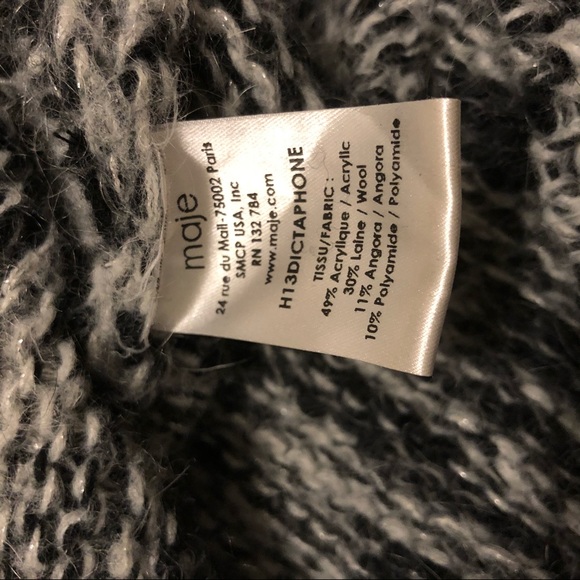 maje
24 rue du Mail-75002 Paris
SMCP USA, Inc
RN 132 784
www.maje.com
H13DICTAPHONE
TISSU/FABRIC :
49% Acrylique / Acrylic
30% Laine / Wool
11% Angora / Angora
10% Polyamide / Polyamide